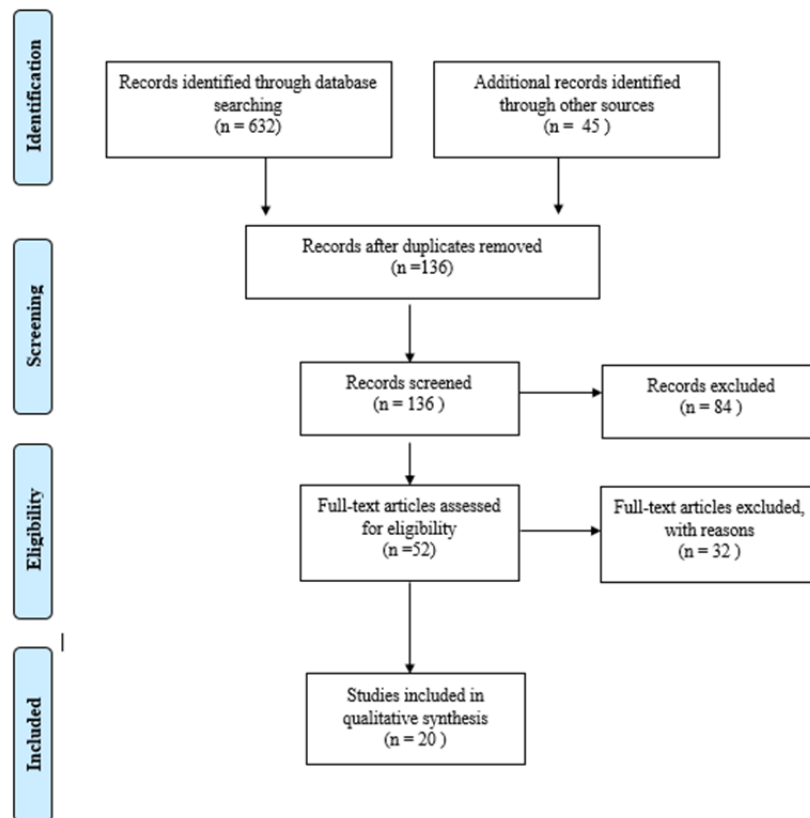 Identification
Records identified through database
searching
(n = 632)
Additional records identified
through other sources
(n = 45 )
Screening
Records after duplicates removed
(n =136)
Records screened
(n = 136 )
Records excluded
(n = 84 )
Eligibility
Full-text articles assessed
for eligibility
(n =52)
Full-text articles excluded,
with reasons
(n = 32 )
Included
Studies included in
qualitative synthesis
(n = 20 )